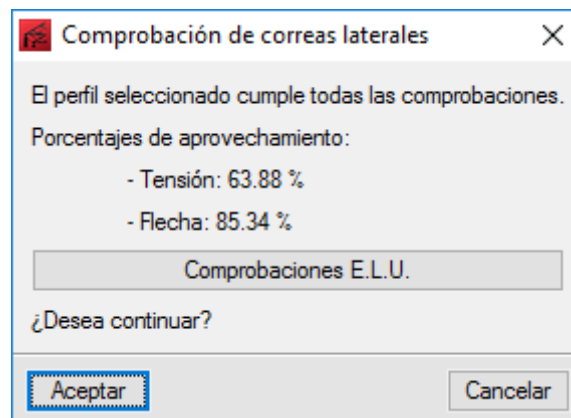 Comprobación de correas laterales
El perfil seleccionado cumple todas las comprobaciones.
Porcentajes de aprovechamiento:
- Tensión: 63.88 %
- Flecha: 85.34 %
Comprobaciones E.L.U.
¿Desea continuar?
Aceptar
Cancelar